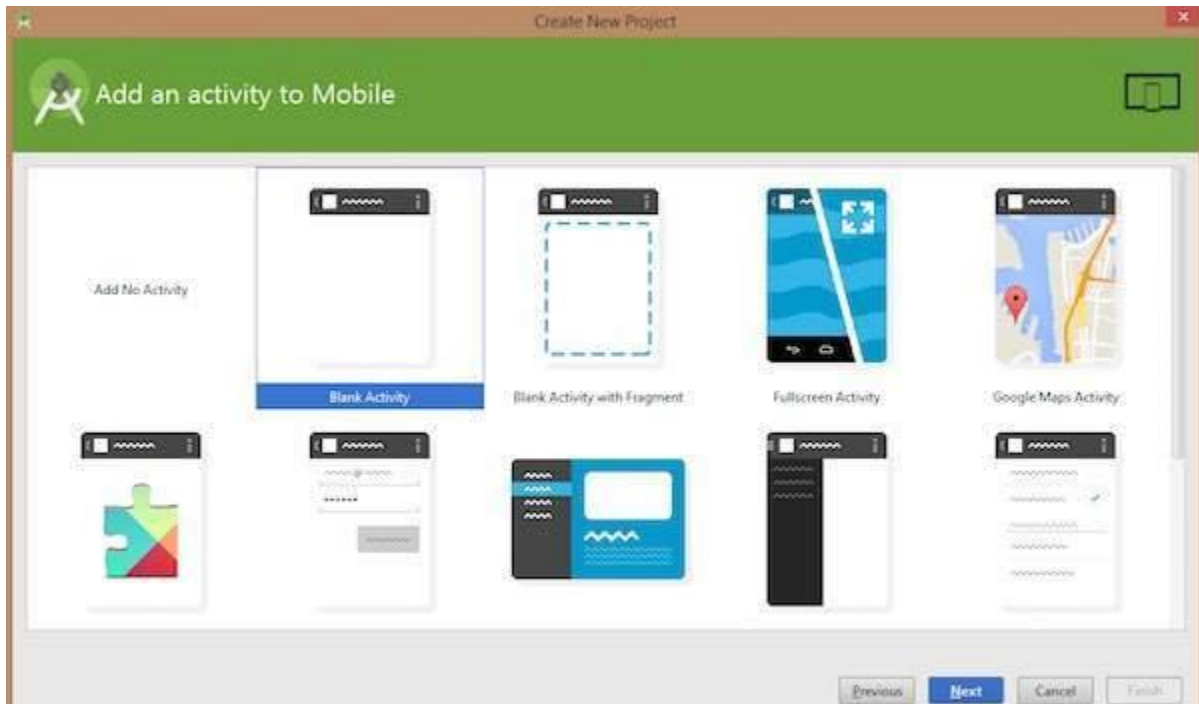 Create New Project
Add an activity to Mobile
Add No Activity
Blank Activity
Blank Activity with Fragment
Fullscreen Activity
Google Maps Activity
Previous
Next
Cancel
Finish